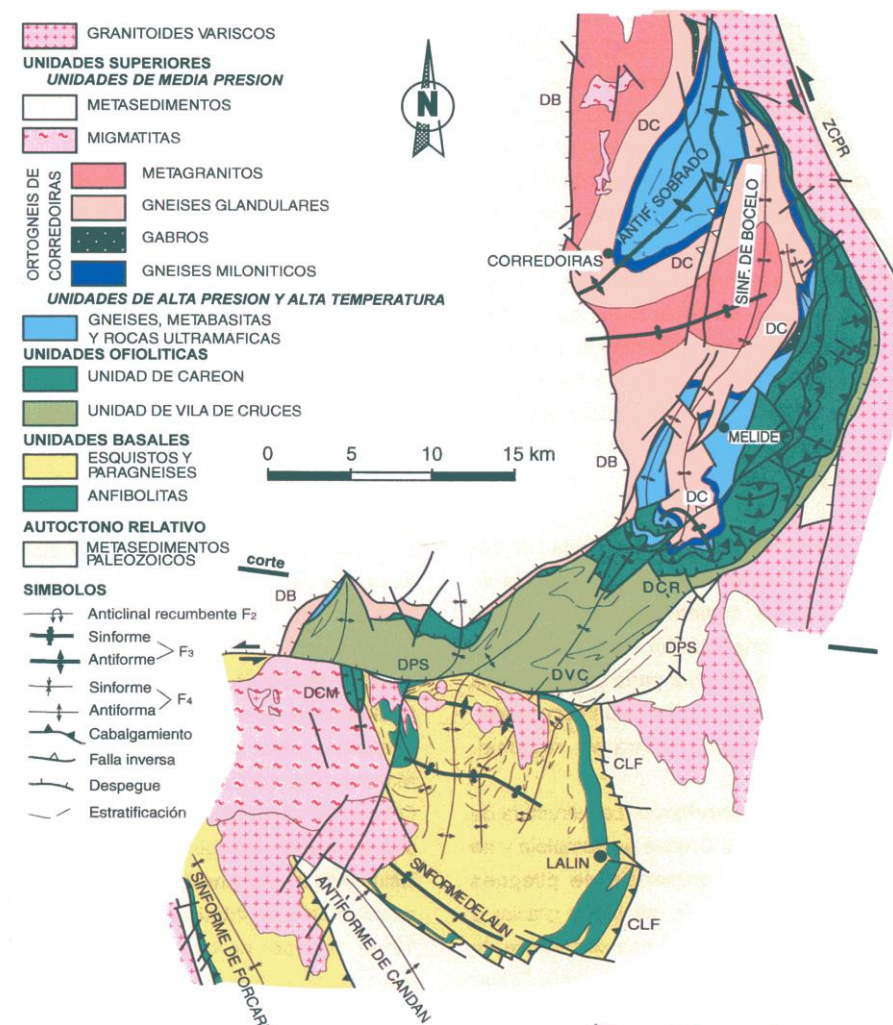 GRANITOIDES VARISCOS
UNIDADES SUPERIORES
UNIDADES DE MEDIA PRESION
METASEDIMENTOS
MIGMATITAS
ORTOGNEIS DE
CORREDOIRAS
METAGRANITOS
GNEISES GLANDULARES
GABROS
GNEISES MILONITICOS
UNIDADES DE ALTA PRESION Y ALTA TEMPERATURA
GNEISES, METABASITAS
Y ROCAS ULTRAMAFICAS
UNIDADES OFIOLITICAS
UNIDAD DE CAREON
UNIDAD DE VILA DE CRUCES
UNIDADES BASALES
ESQUISTOS Y
PARAGNEISES
ANFIBOLITAS
AUTOCTONO RELATIVO
METASEDIMENTOS
PALEOZOICOS
SIMBOLOS
Anticlinal recumbente F2
Sinforme
Antiforme
F3
Sinforme
Antiforma
F4
Cabalgamiento
Falla inversa
Despegue
Estratificación
N
0 5 10 15 km
corte
DB
DC
ZCPR
ANTIF. SOBRADO
CORREDOIRAS
DC
SINF. DE BOCELO
DC
MELIDE
DB
DC
DCR
DB
DPS
DPS
DVC
DCM
CLF
LALIN
SINFORME DE LALIN
CLF
ANTIFORME DE CANDAN
SINFORME DE FORCAR